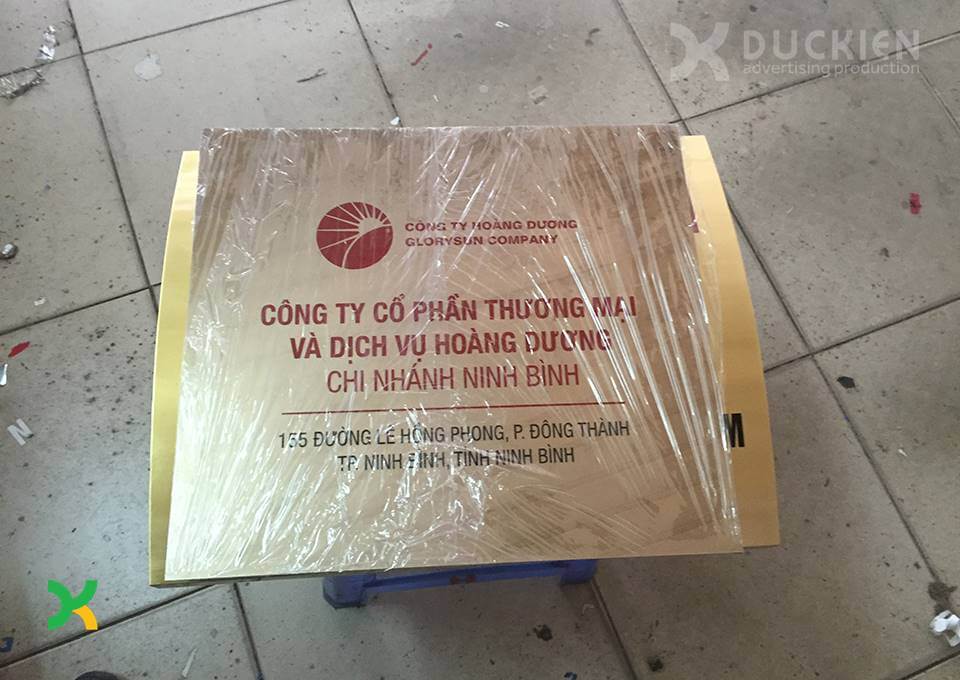 DUCKIEN
advertising production
CÔNG TY HOÀNG DƯƠNG
GLORYSUN COMPANY
CÔNG TY CỔ PHẦN THƯƠNG MẠI
VÀ DỊCH VỤ HOÀNG DƯƠNG
CHI NHÁNH NINH BÌNH
155 ĐƯỜNG LÊ HỒNG PHONG, P. ĐÔNG THÀNH
TP. NINH BÌNH, TỈNH NINH BÌNH
M
N